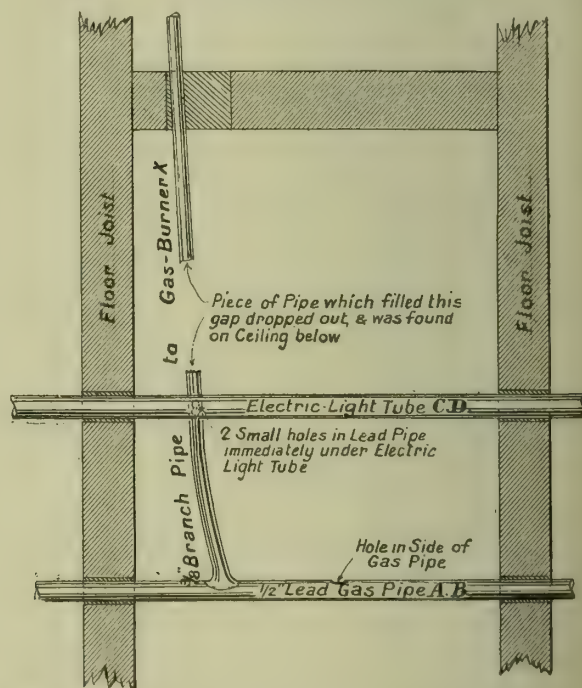 Floor Joist
to Gas-Burner X
Floor Joist
Piece of Pipe which filled this
gap dropped out, & was found
on Ceiling below
Electric-Light Tube C.D.
2 Small holes in Lead Pipe
immediately under Electric
Light Tube
3/8" Branch Pipe
Hole in Side of
Gas Pipe
1/2" Lead Gas Pipe A.B